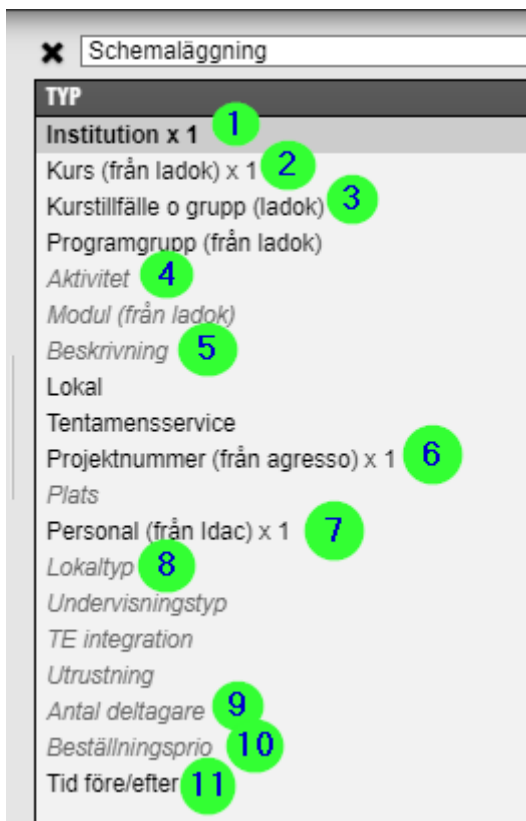 ✖ Schemaläggning
TYP
Institution x 1 1
Kurs (från ladok) x 1 2
Kurstillfälle o grupp (ladok) 3
Programgrupp (från ladok)
Aktivitet 4
Modul (från ladok)
Beskrivning 5
Lokal
Tentamensservice
Projektnummer (från agresso) x 1 6
Plats
Personal (från Idac) x 1 7
Lokaltyp 8
Undervisningstyp
TE integration
Utrustning
Antal deltagare 9
Beställningsprio 10
Tid före/efter 11